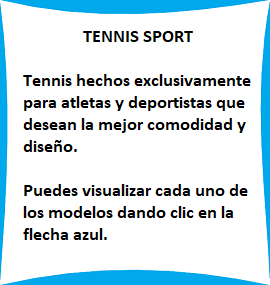 TENNIS SPORT
Tennis hechos exclusivamente
para atletas y deportistas que
desean la mejor comodidad y
diseño.
Puedes visualizar cada uno de
los modelos dando clic en la
flecha azul.